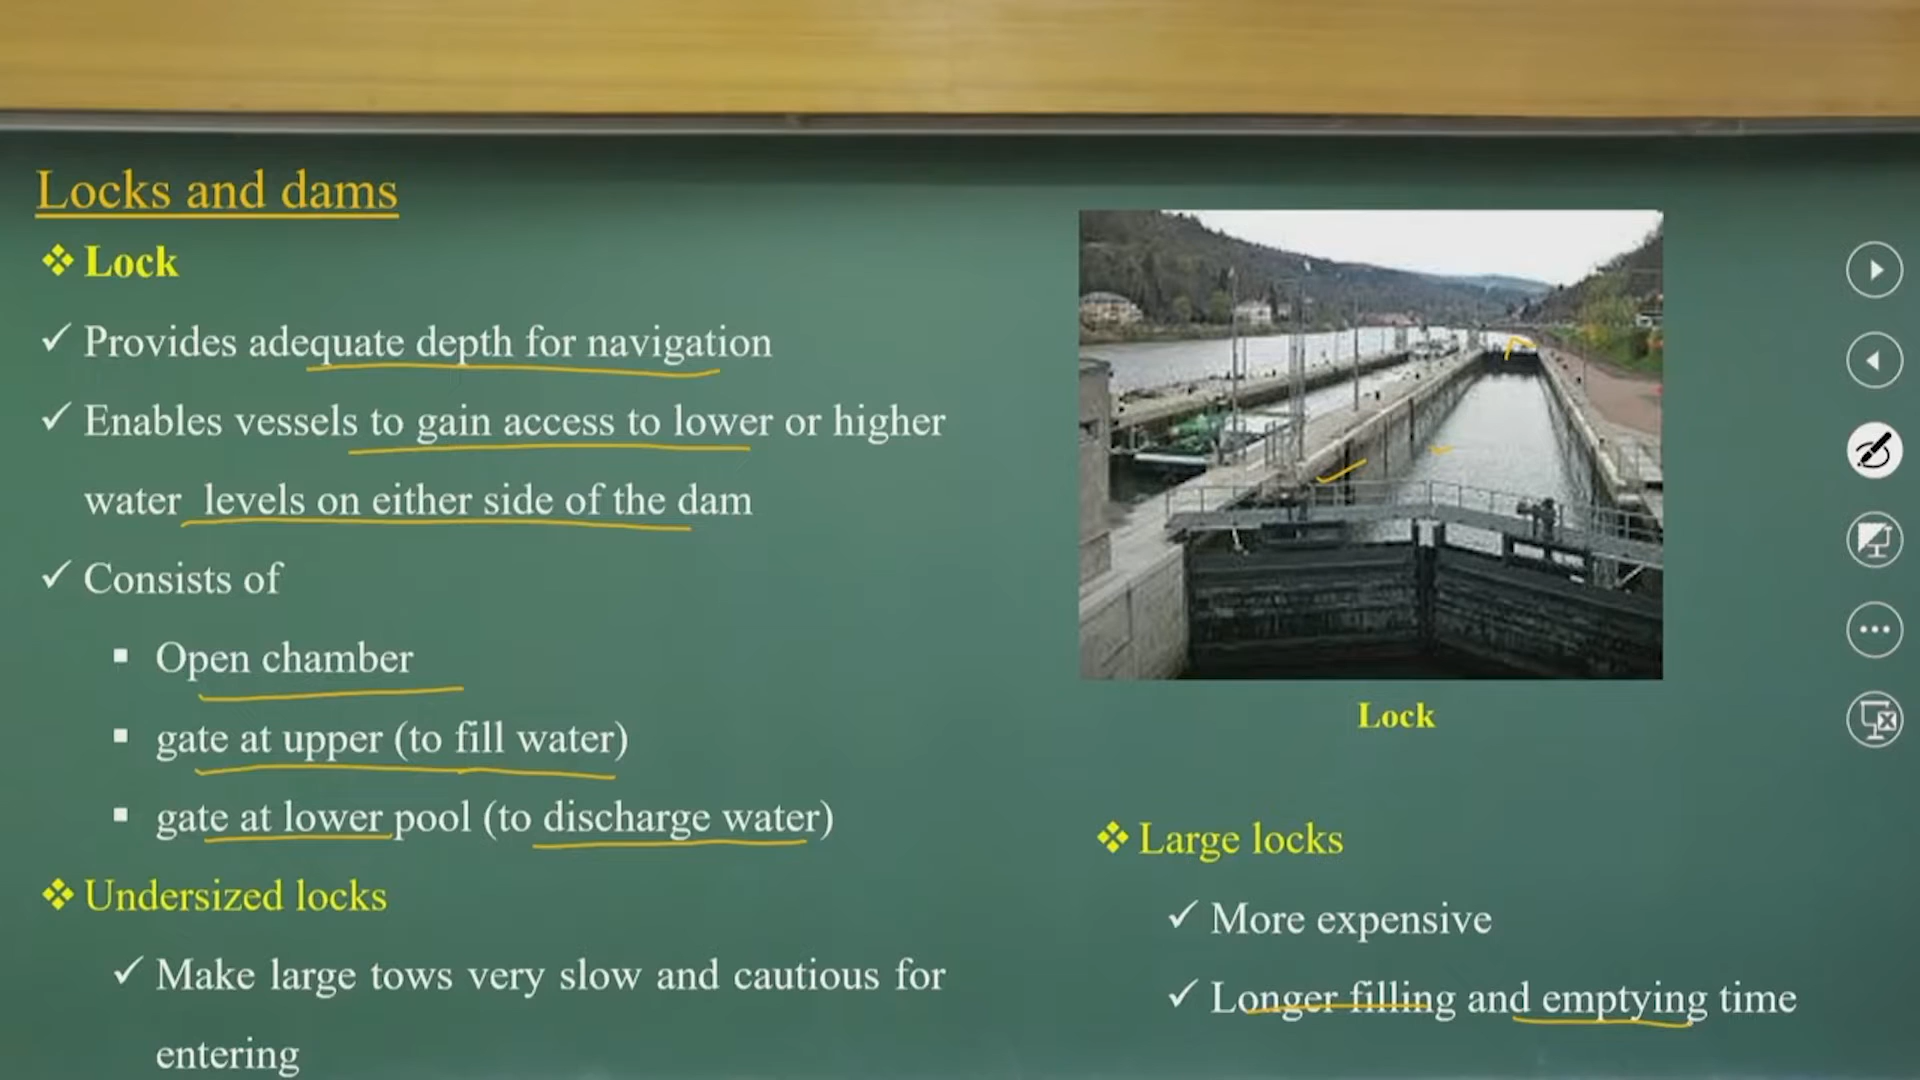 Locks and dams
❖ Lock
✓ Provides adequate depth for navigation
✓ Enables vessels to gain access to lower or higher
water levels on either side of the dam
✓ Consists of
▪ Open chamber
▪ gate at upper (to fill water)
▪ gate at lower pool (to discharge water)
❖ Undersized locks
✓ Make large tows very slow and cautious for
entering
Lock
❖ Large locks
✓ More expensive
✓ Longer filling and emptying time